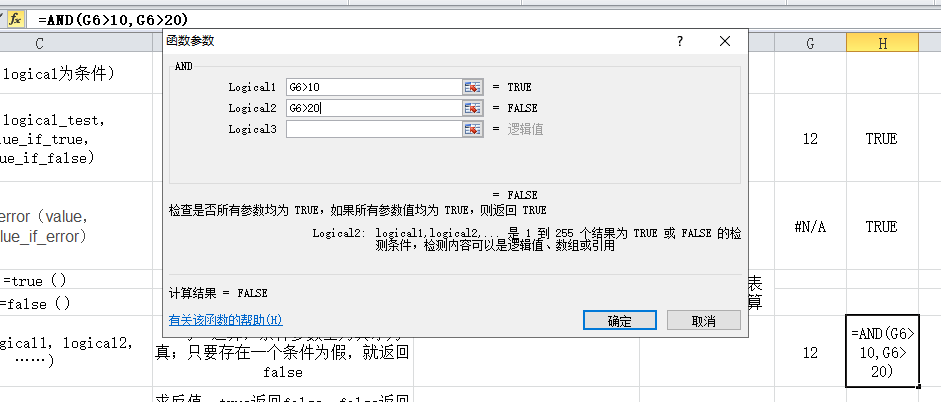 fx =AND(G6>10,G6>20)
C
G
H
logical为条件）
logical_test,
ue_if_true,
ue_if_false）
12
TRUE
error（value,
lue_if_error）
#N/A
TRUE
=true（）
=false（）
表
算
gical1, logical2,
……）
真；只要存在一个条件为假，就返回
false
12
=AND(G6>
10,G6>
20)
函数参数
?
AND
Logical1
G6>10
= TRUE
Logical2
G6>20
= FALSE
Logical3
= 逻辑值
= FALSE
检查是否所有参数均为 TRUE，如果所有参数值均为 TRUE，则返回 TRUE
Logical2: logical1,logical2,... 是 1 到 255 个结果为 TRUE 或 FALSE 的检
测条件，检测内容可以是逻辑值、数组或引用
计算结果 = FALSE
有关该函数的帮助(H)
确定
取消
求反值，true返回false，false返回